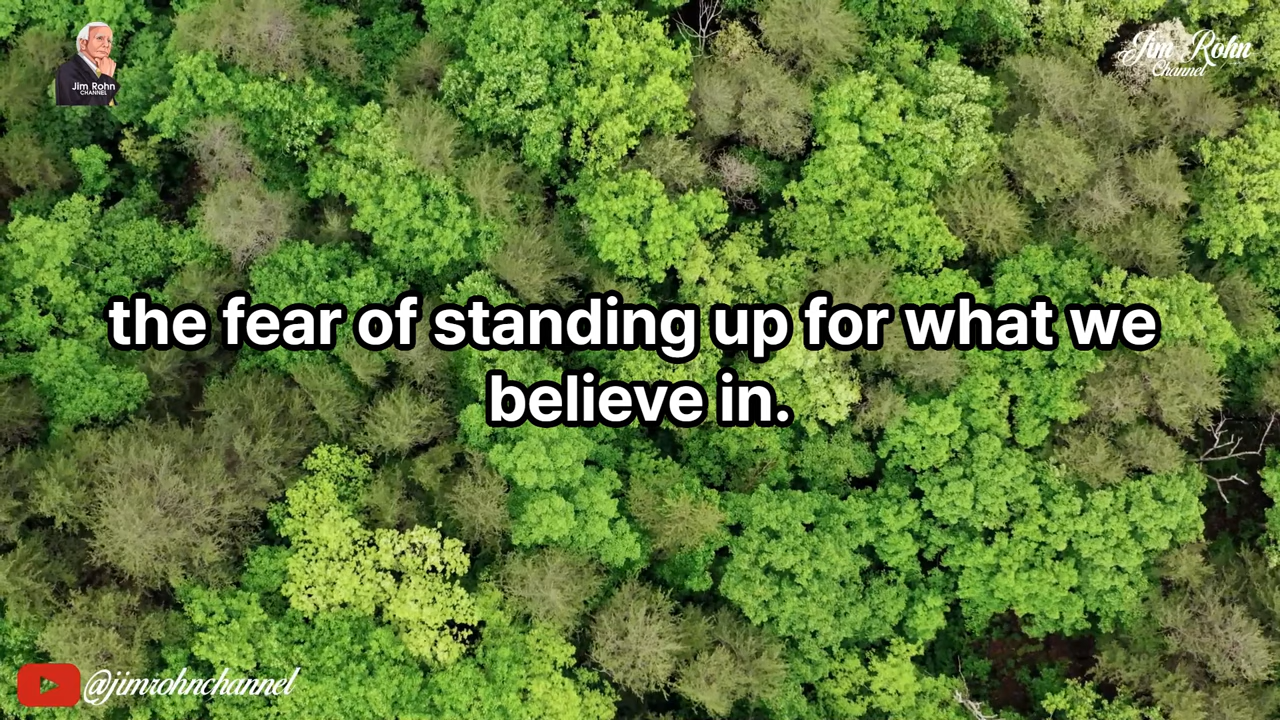 Jim Rohn
CHANNEL
Jim Rohn
Channel
the fear of standing up for what we
believe in.
@jimrohnchannel